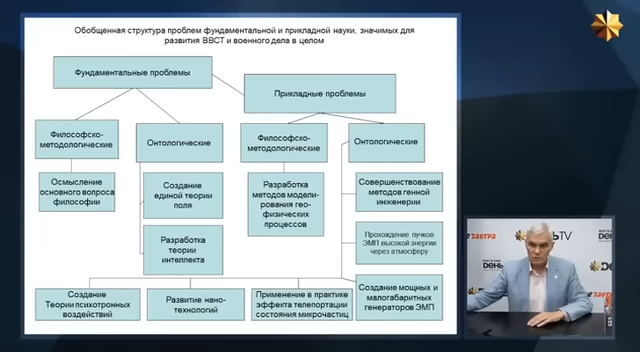 Обобщенная структура проблем фундаментальной и прикладной науки, значимых для
развития ВВСТ и военного дела в целом
Фундаментальные проблемы
Прикладные проблемы
Философско-
методологические
Онтологические
Философско-
методологические
Онтологические
Осмысление
основного вопроса
философии
Создание
единой теории
поля
Разработка
методов модели-
рования гео-
физических
процессов
Совершенствование
методов генной
инженерии
Разработка
теории
интеллекта
Прохождение пучков
ЭМП высокой энергии
через атмосферу
Создание
Теории психотронных
воздействий
Развитие нано-
технологий
Применение в практике
эффекта телепортации
состояния микрочастиц
Создание мощных и
малогабаритных
генераторов ЭМП
завтра
ТV
день